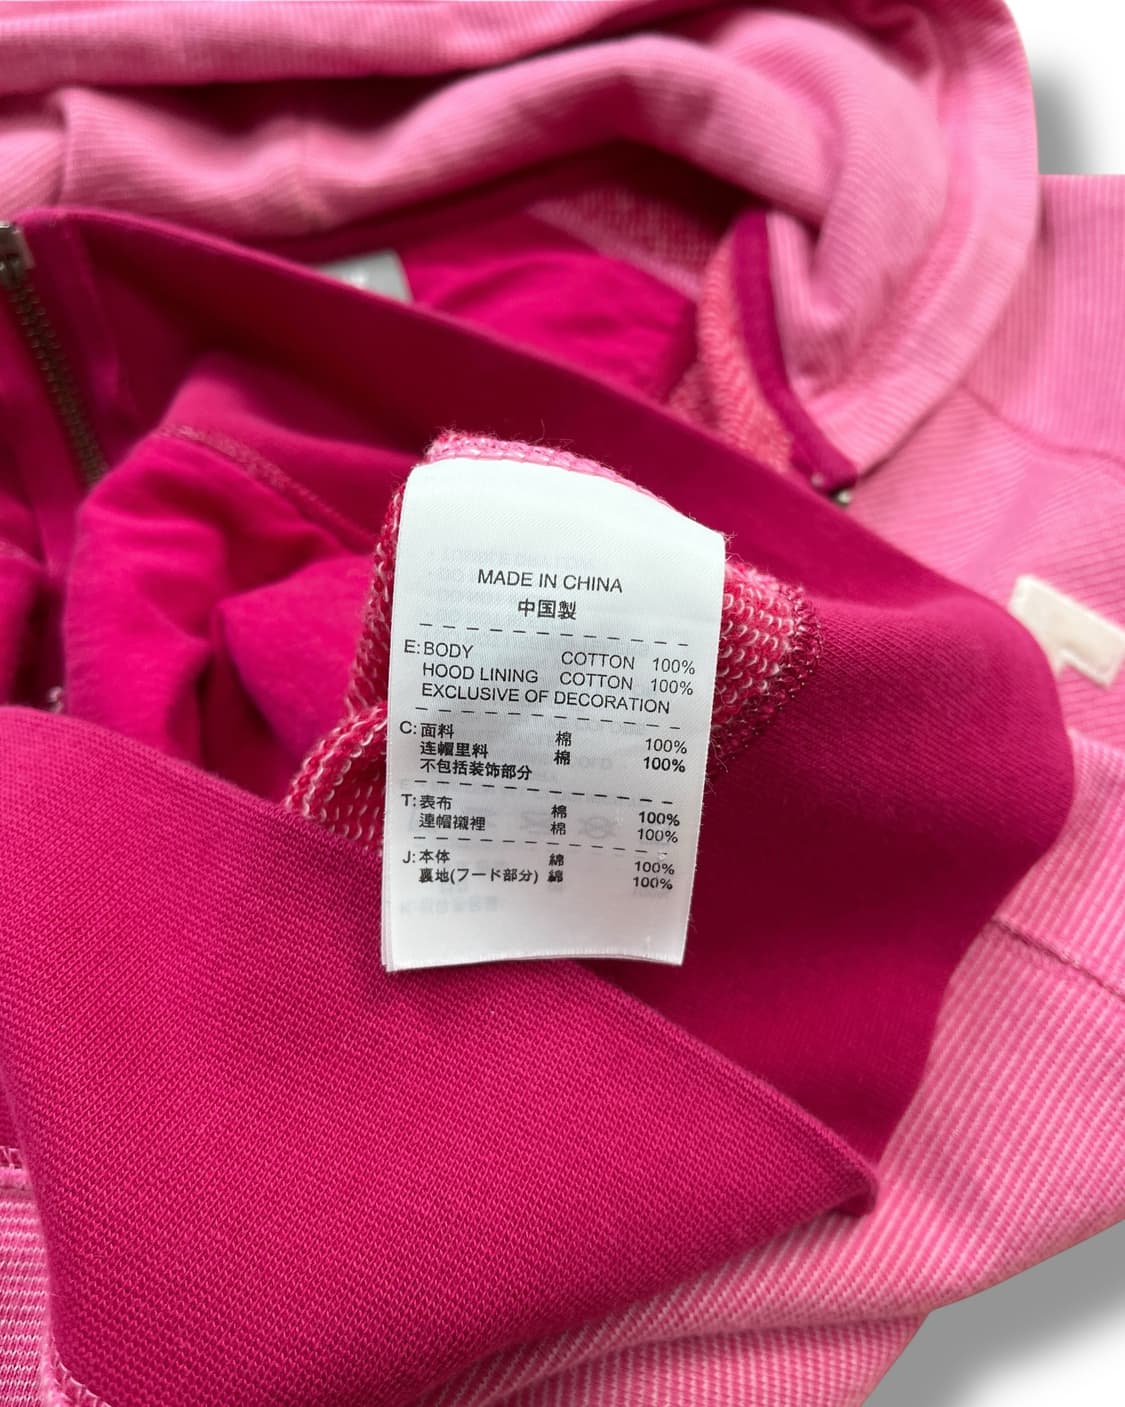 MADE IN CHINA
中国製
E: BODY COTTON 100%
HOOD LINING COTTON 100%
EXCLUSIVE OF DECORATION
C: 面料 棉 100%
连帽里料 棉 100%
不包括装饰部分
T: 表布 棉 100%
連帽襯裡 棉 100%
J: 本体 綿 100%
裏地(フード部分) 綿 100%